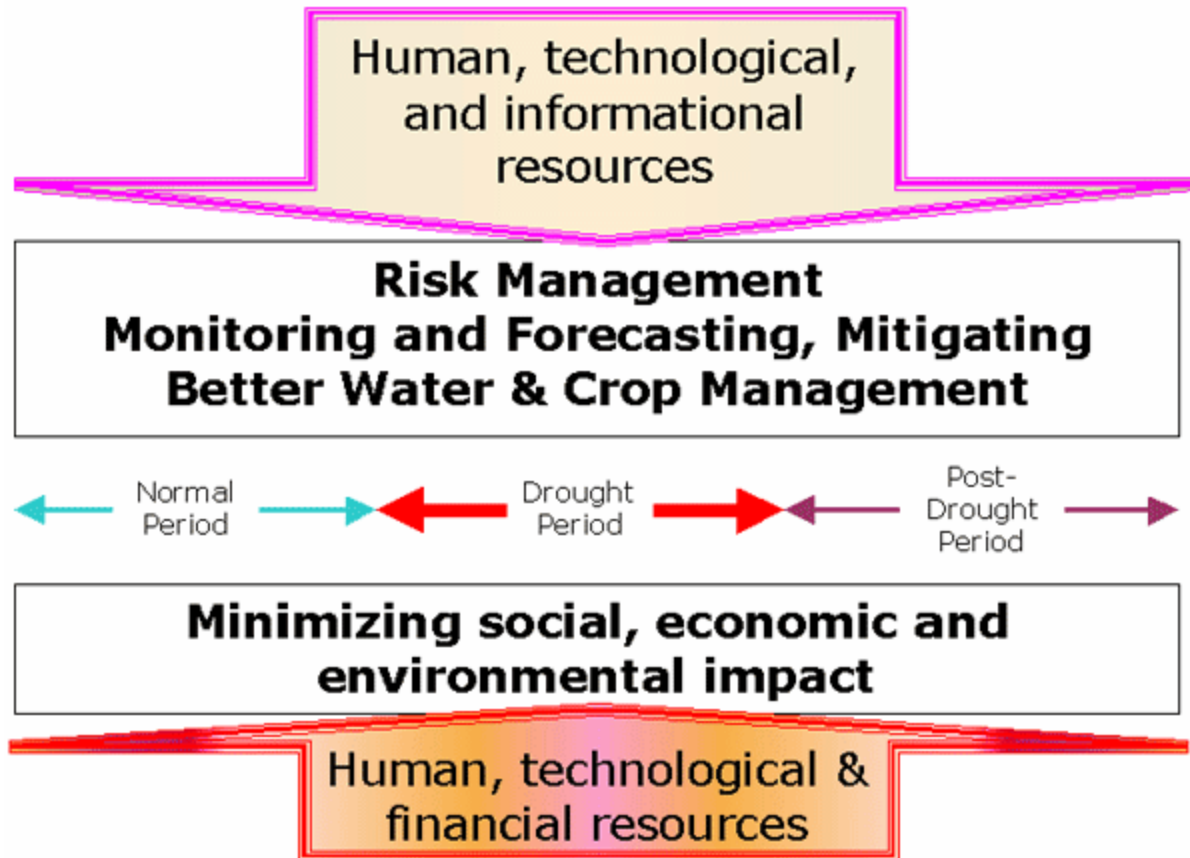 Human, technological,
and informational
resources
Risk Management
Monitoring and Forecasting, Mitigating
Better Water & Crop Management
Normal
Period
Drought
Period
Post-
Drought
Period
Minimizing social, economic and
environmental impact
Human, technological &
financial resources